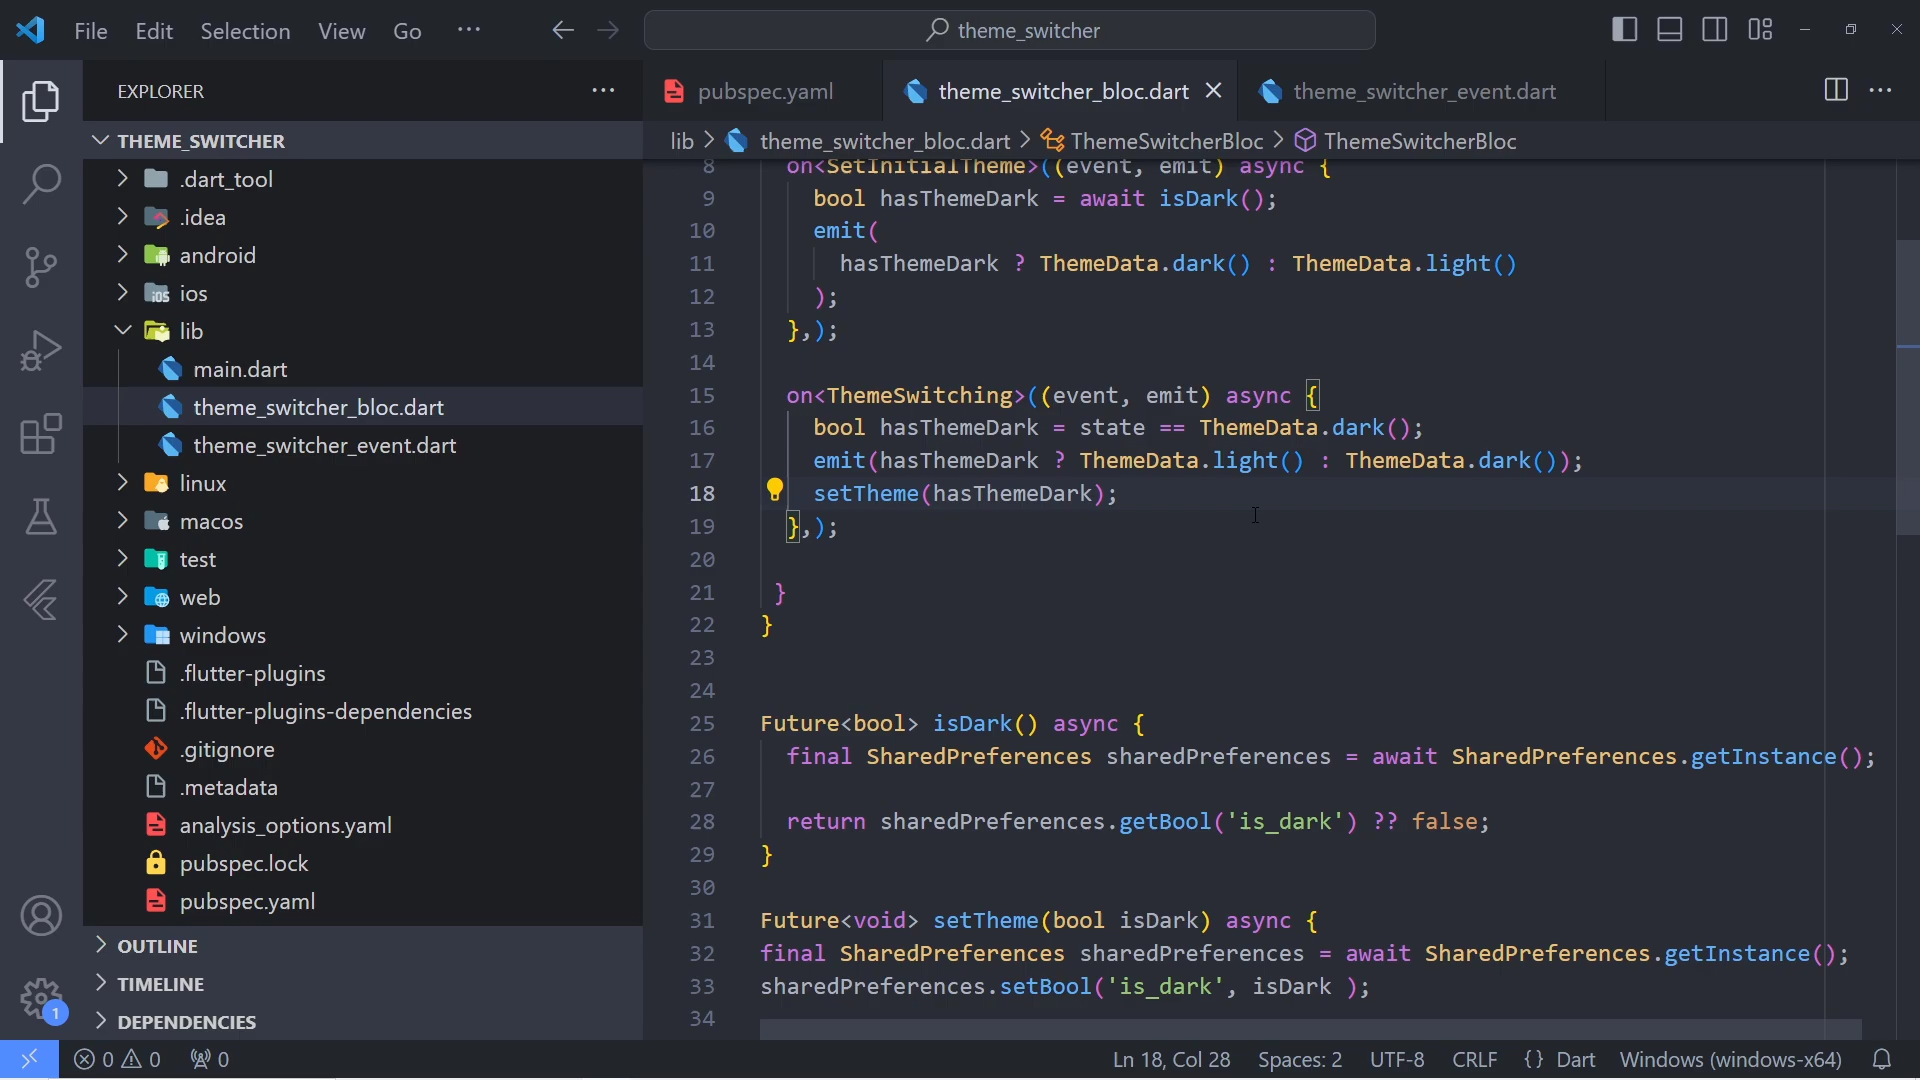 File Edit Selection View Go ···
theme_switcher
EXPLORER
pubspec.yaml
theme_switcher_bloc.dart
theme_switcher_event.dart
THEME_SWITCHER
lib > theme_switcher_bloc.dart > ThemeSwitcherBloc > ThemeSwitcherBloc
.dart_tool
.idea
android
ios
lib
main.dart
theme_switcher_bloc.dart
theme_switcher_event.dart
linux
macos
test
web
windows
.flutter-plugins
.flutter-plugins-dependencies
.gitignore
.metadata
analysis_options.yaml
pubspec.lock
pubspec.yaml
OUTLINE
TIMELINE
DEPENDENCIES
8 on<SetInitialTheme>((event, emit) async {
9 bool hasThemeDark = await isDark();
10 emit(
11 hasThemeDark ? ThemeData.dark() : ThemeData.light()
12 );
13 },);
14
15 on<ThemeSwitching>((event, emit) async {
16 bool hasThemeDark = state == ThemeData.dark();
17 emit(hasThemeDark ? ThemeData.light() : ThemeData.dark());
18 setTheme(hasThemeDark);
19 },);
20
21 }
22 }
23
24
25 Future<bool> isDark() async {
26 final SharedPreferences sharedPreferences = await SharedPreferences.getInstance();
27
28 return sharedPreferences.getBool('is_dark') ?? false;
29 }
30
31 Future<void> setTheme(bool isDark) async {
32 final SharedPreferences sharedPreferences = await SharedPreferences.getInstance();
33 sharedPreferences.setBool('is_dark', isDark );
34
1
0 0 0
Ln 18, Col 28 Spaces: 2 UTF-8 CRLF {} Dart Windows (windows-x64)